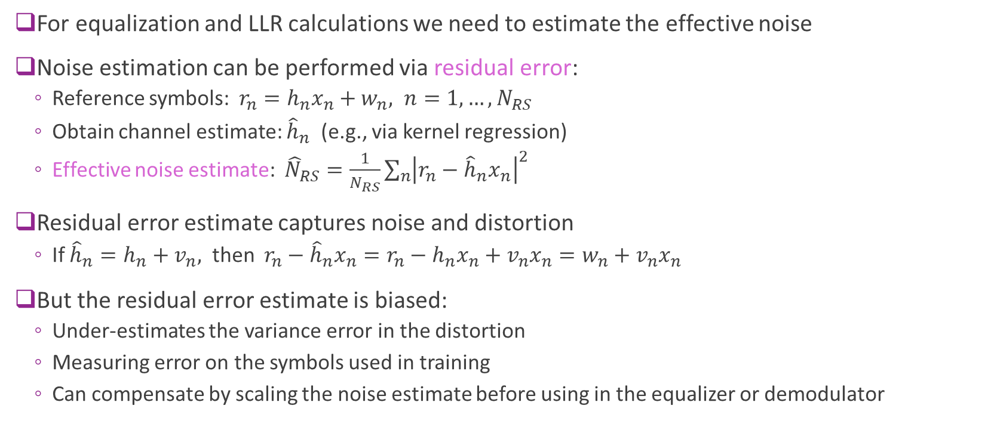 ❑For equalization and LLR calculations we need to estimate the effective noise
❑Noise estimation can be performed via residual error:
◦ Reference symbols: $r_n = h_n x_n + w_n, \; n = 1, \ldots, N_{RS}$
◦ Obtain channel estimate: $\hat{h}_n$ (e.g., via kernel regression)
◦ Effective noise estimate: $\hat{N}_{RS} = \frac{1}{N_{RS}} \sum_n \left| r_n - \hat{h}_n x_n \right|^2$
❑Residual error estimate captures noise and distortion
◦ If $\hat{h}_n = h_n + v_n$, then $r_n - \hat{h}_n x_n = r_n - h_n x_n + v_n x_n = w_n + v_n x_n$
❑But the residual error estimate is biased:
◦ Under-estimates the variance error in the distortion
◦ Measuring error on the symbols used in training
◦ Can compensate by scaling the noise estimate before using in the equalizer or demodulator